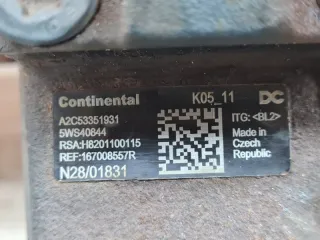 Continental K05_11 DC
A2C53351931
5WS40844 ITG: <BL2>
RSA:H8201100115 Made in
REF:167008557R Czech
N28/01831 Republic